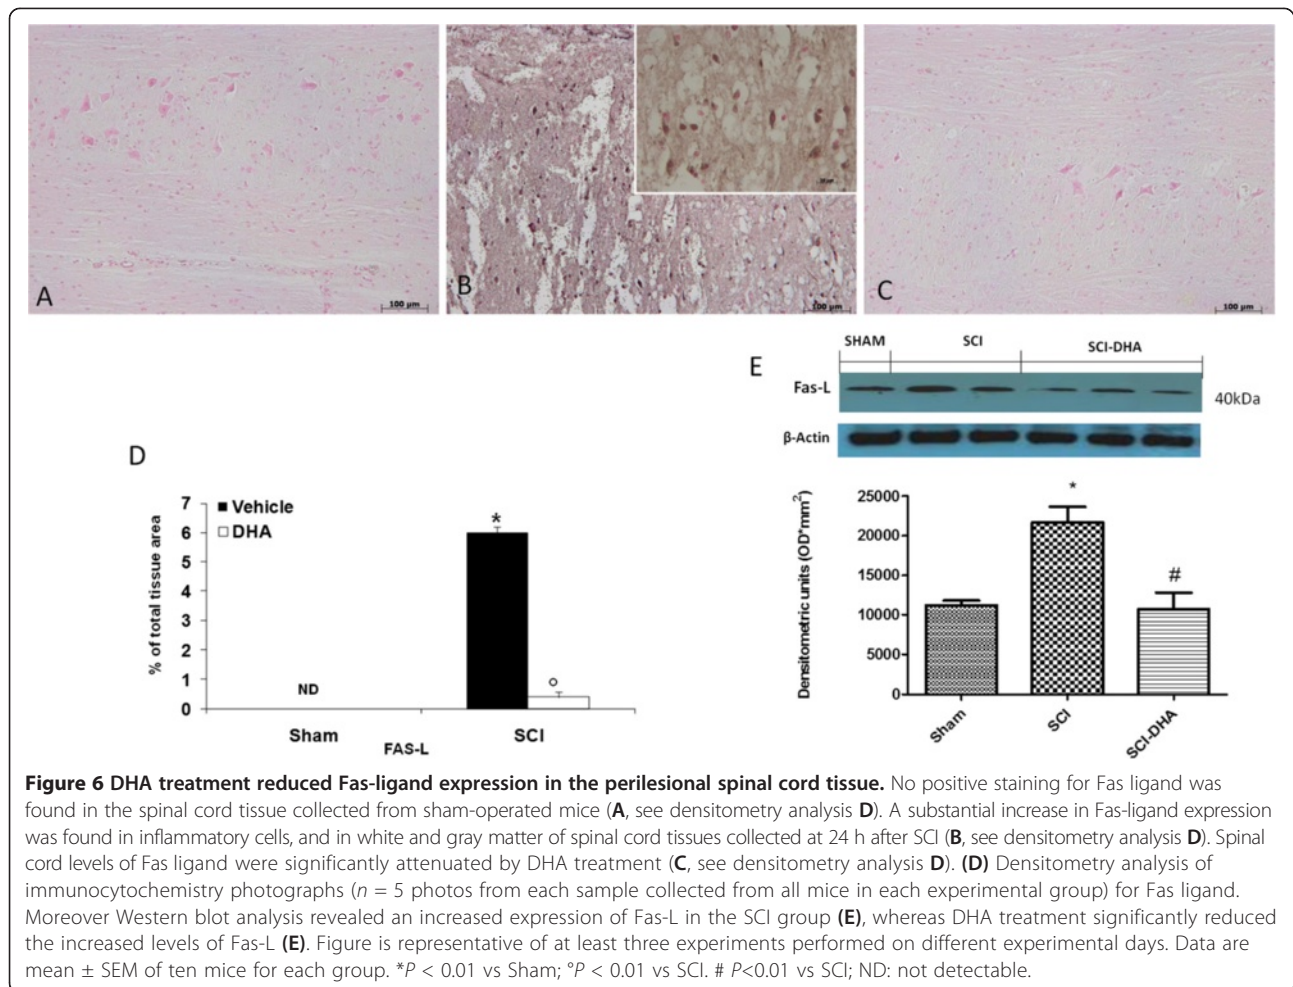 A
100 μm
B
100 μm
C
100 μm
E
SHAM SCI SCI-DHA
Fas-L
40kDa
β-Actin
D
% of total tissue area
7
6
5
4
3
2
1
0
Vehicle
DHA
*
°
ND
Sham
SCI
FAS-L
Densitometric units (OD*mm²)
25000
20000
15000
10000
5000
0
*
#
Sham
SCI
SCI-DHA
Figure 6 DHA treatment reduced Fas-ligand expression in the perilesional spinal cord tissue. No positive staining for Fas ligand was
found in the spinal cord tissue collected from sham-operated mice (A, see densitometry analysis D). A substantial increase in Fas-ligand expression
was found in inflammatory cells, and in white and gray matter of spinal cord tissues collected at 24 h after SCI (B, see densitometry analysis D). Spinal
cord levels of Fas ligand were significantly attenuated by DHA treatment (C, see densitometry analysis D). (D) Densitometry analysis of
immunocytochemistry photographs (n = 5 photos from each sample collected from all mice in each experimental group) for Fas ligand.
Moreover Western blot analysis revealed an increased expression of Fas-L in the SCI group (E), whereas DHA treatment significantly reduced
the increased levels of Fas-L (E). Figure is representative of at least three experiments performed on different experimental days. Data are
mean ± SEM of ten mice for each group. *P < 0.01 vs Sham; °P < 0.01 vs SCI. # P<0.01 vs SCI; ND: not detectable.